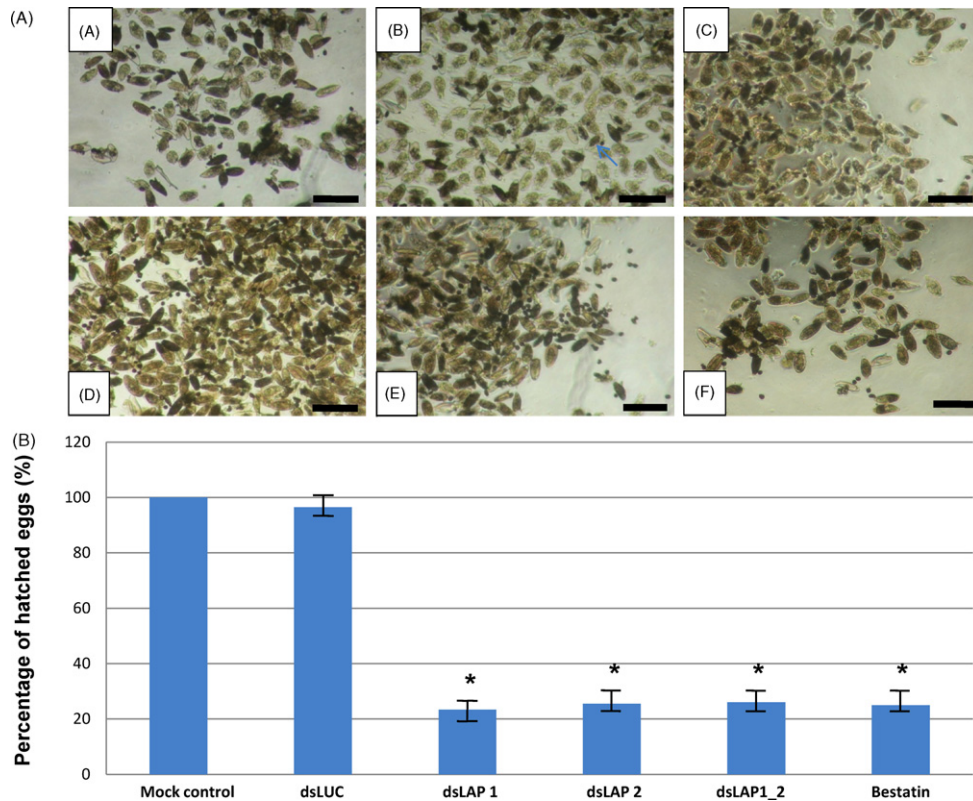 (A)
(A)
(B)
(C)
(D)
(E)
(F)
(B)
Percentage of hatched eggs (%)
120
100
80
60
40
20
0
*
*
*
*
Mock control
dsLUC
dsLAP 1
dsLAP 2
dsLAP1_2
Bestatin